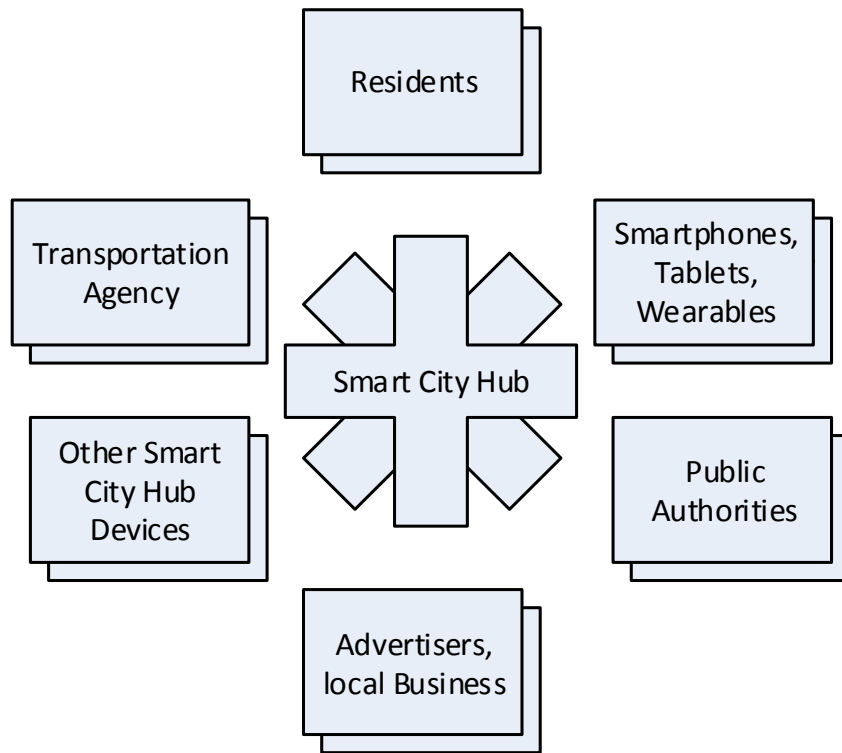 Residents
Transportation
Agency
Smartphones,
Tablets,
Wearables
Smart City Hub
Other Smart
City Hub
Devices
Public
Authorities
Advertisers,
local Business